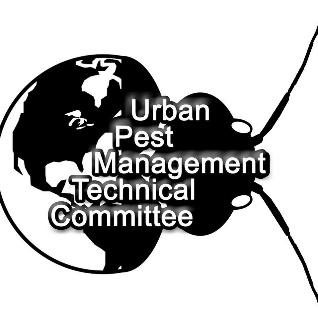 Urban
Pest
Management
Technical
Committee